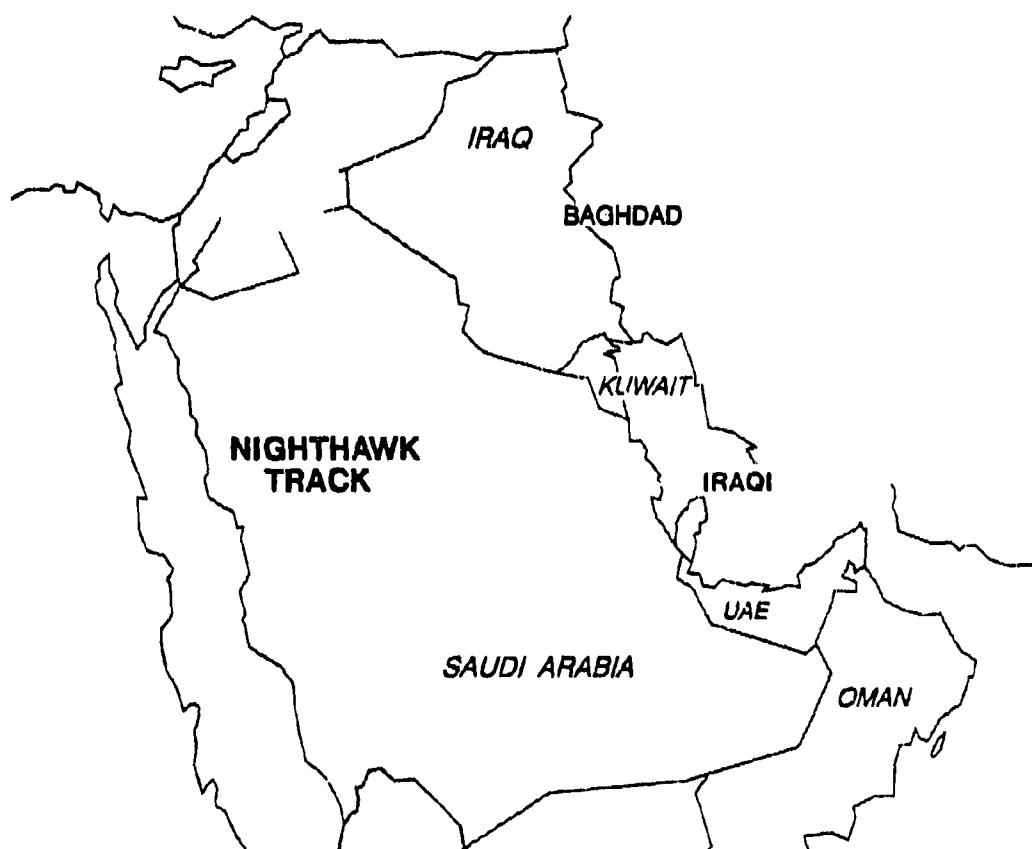 IRAQ
BAGHDAD
KUWAIT
NIGHTHAWK
TRACK
IRAQI
UAE
SAUDI ARABIA
OMAN